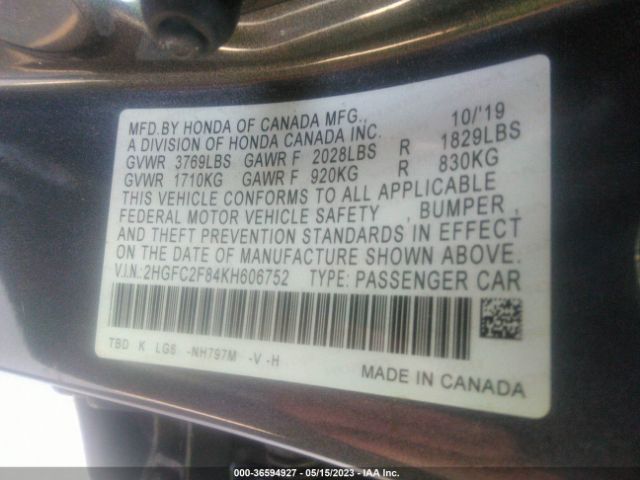 MFD.BY HONDA OF CANADA MFG., 10/'19
A DIVISION OF HONDA CANADA INC.
GVWR 3769LBS GAWR F 2028LBS R 1829LBS
GVWR 1710KG GAWR F 920KG R 830KG
THIS VEHICLE CONFORMS TO ALL APPLICABLE
FEDERAL MOTOR VEHICLE SAFETY , BUMPER ,
AND THEFT PREVENTION STANDARDS IN EFFECT
ON THE DATE OF MANUFACTURE SHOWN ABOVE.
V.I.N.:2HGFC2F84KH606752 TYPE: PASSENGER CAR
TBD K LG6 -NH797M -V -H
MADE IN CANADA
000-36594927 - 05/15/2023 - IAA Inc.